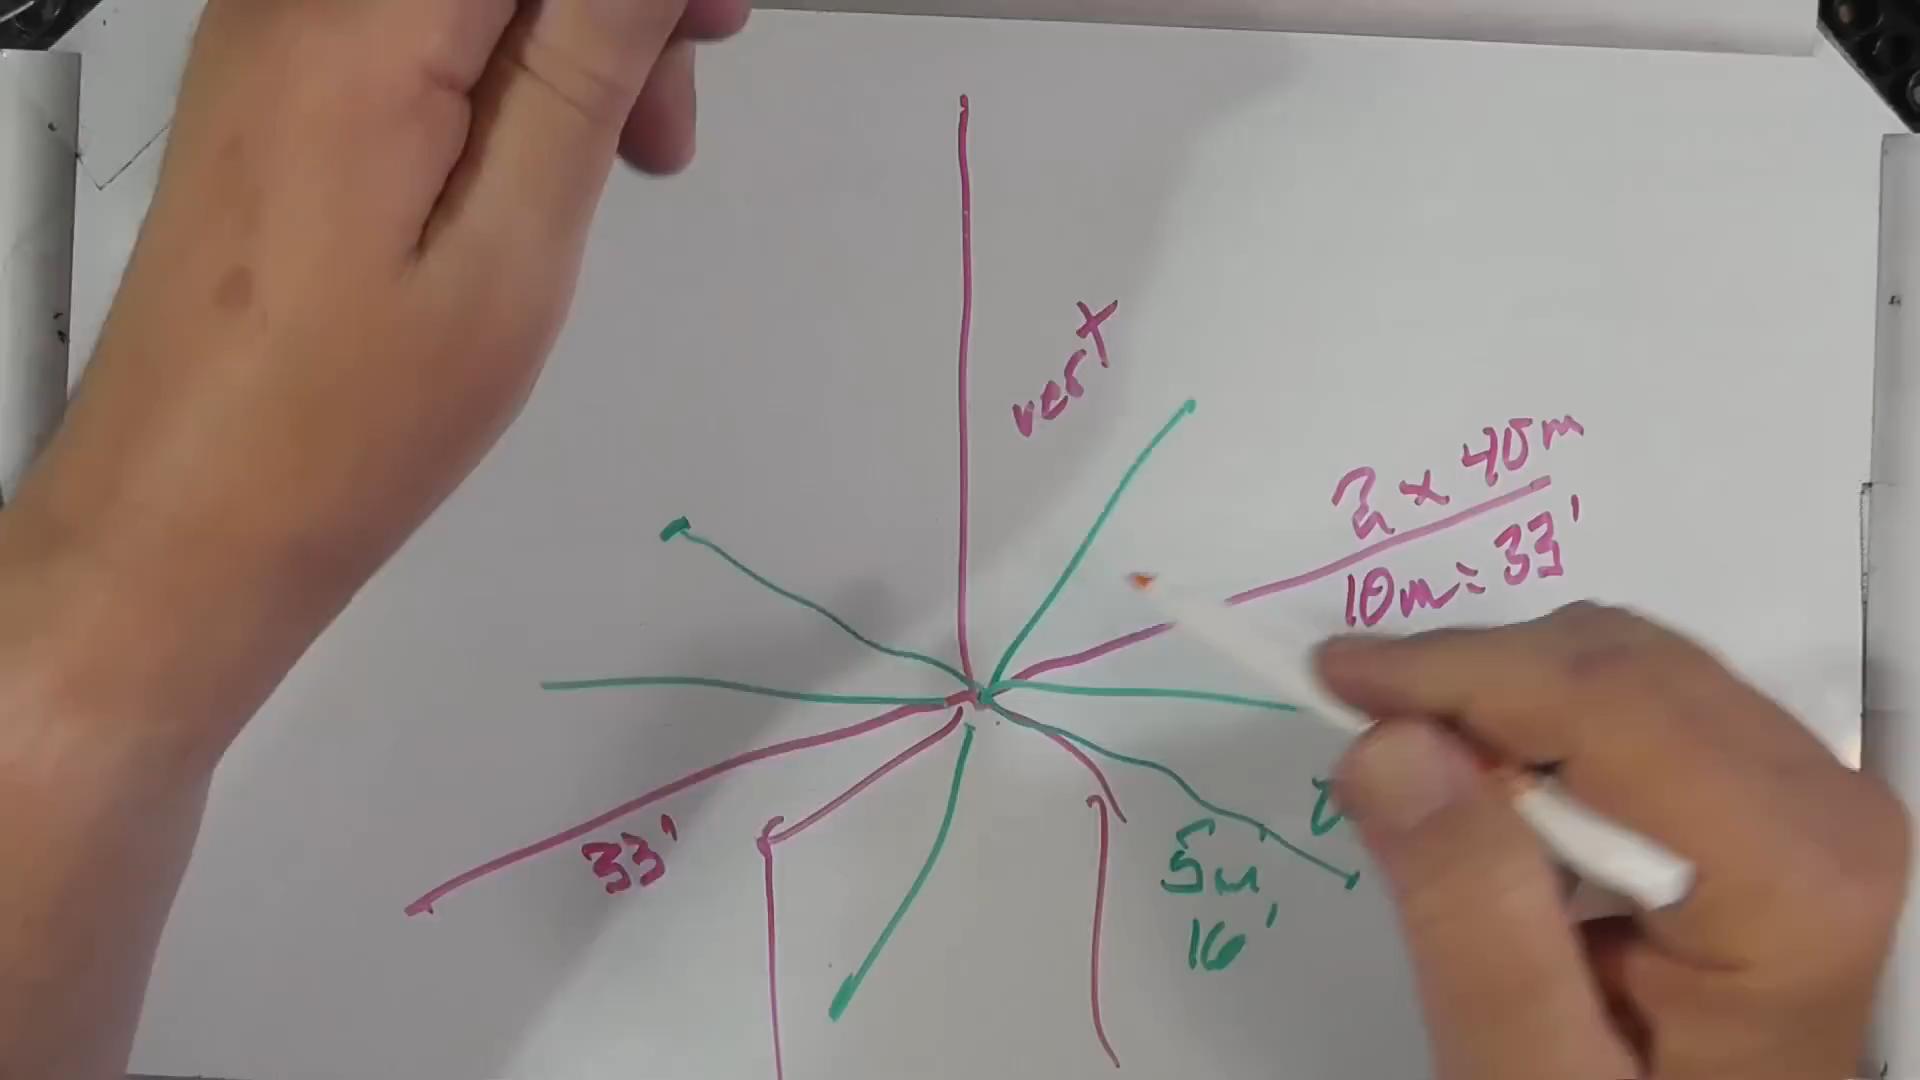 vert
2 x 40m
10m = 33'
33'
5m
16'